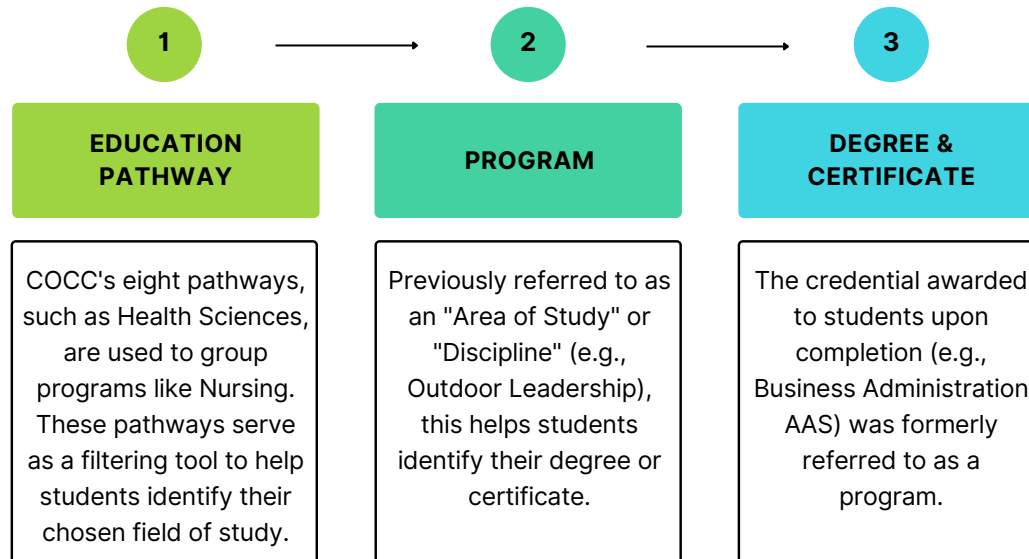 1
2
3
EDUCATION
PATHWAY
PROGRAM
DEGREE &
CERTIFICATE
COCC's eight pathways,
such as Health Sciences,
are used to group
programs like Nursing.
These pathways serve
as a filtering tool to help
students identify their
chosen field of study.
Previously referred to as
an "Area of Study" or
"Discipline" (e.g.,
Outdoor Leadership),
this helps students
identify their degree or
certificate.
The credential awarded
to students upon
completion (e.g.,
Business Administration
AAS) was formerly
referred to as a
program.